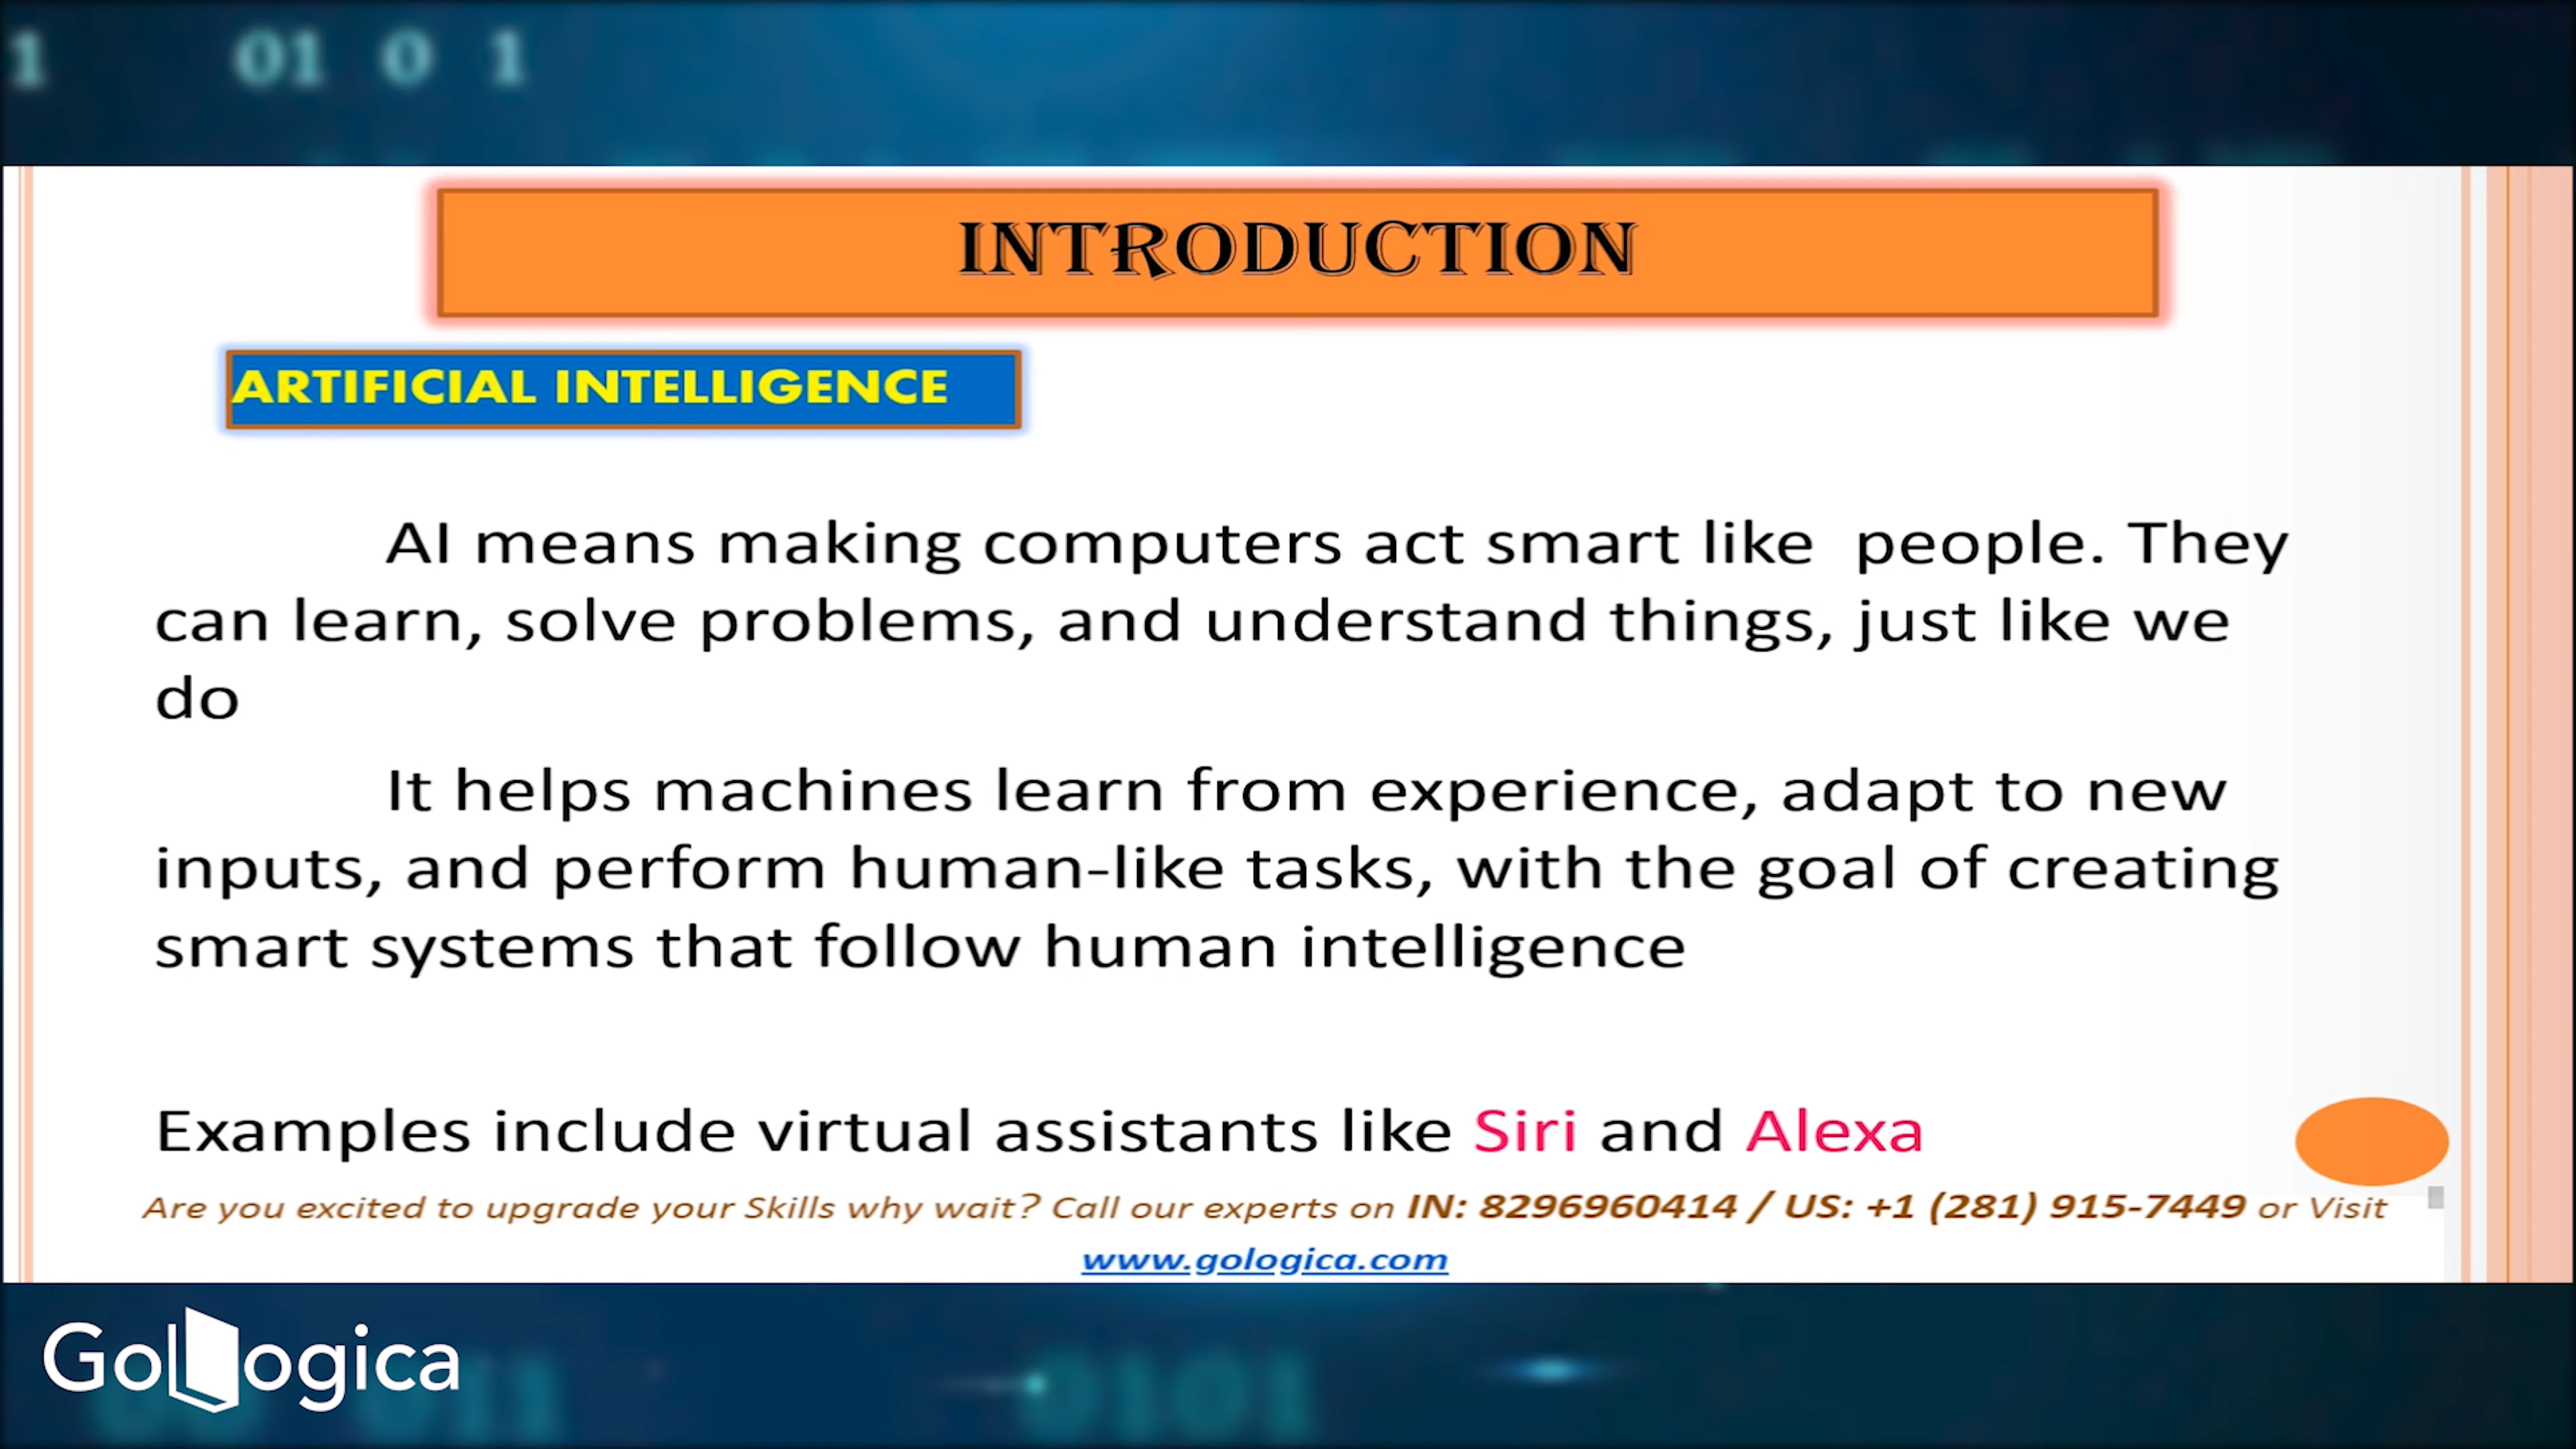 1 01 0 1
INTRODUCTION
ARTIFICIAL INTELLIGENCE
AI means making computers act smart like people. They
can learn, solve problems, and understand things, just like we
do
It helps machines learn from experience, adapt to new
inputs, and perform human-like tasks, with the goal of creating
smart systems that follow human intelligence
Examples include virtual assistants like Siri and Alexa
Are you excited to upgrade your Skills why wait? Call our experts on IN: 8296960414 / US: +1 (281) 915-7449 or Visit
www.gologica.com
GoLogica
0101